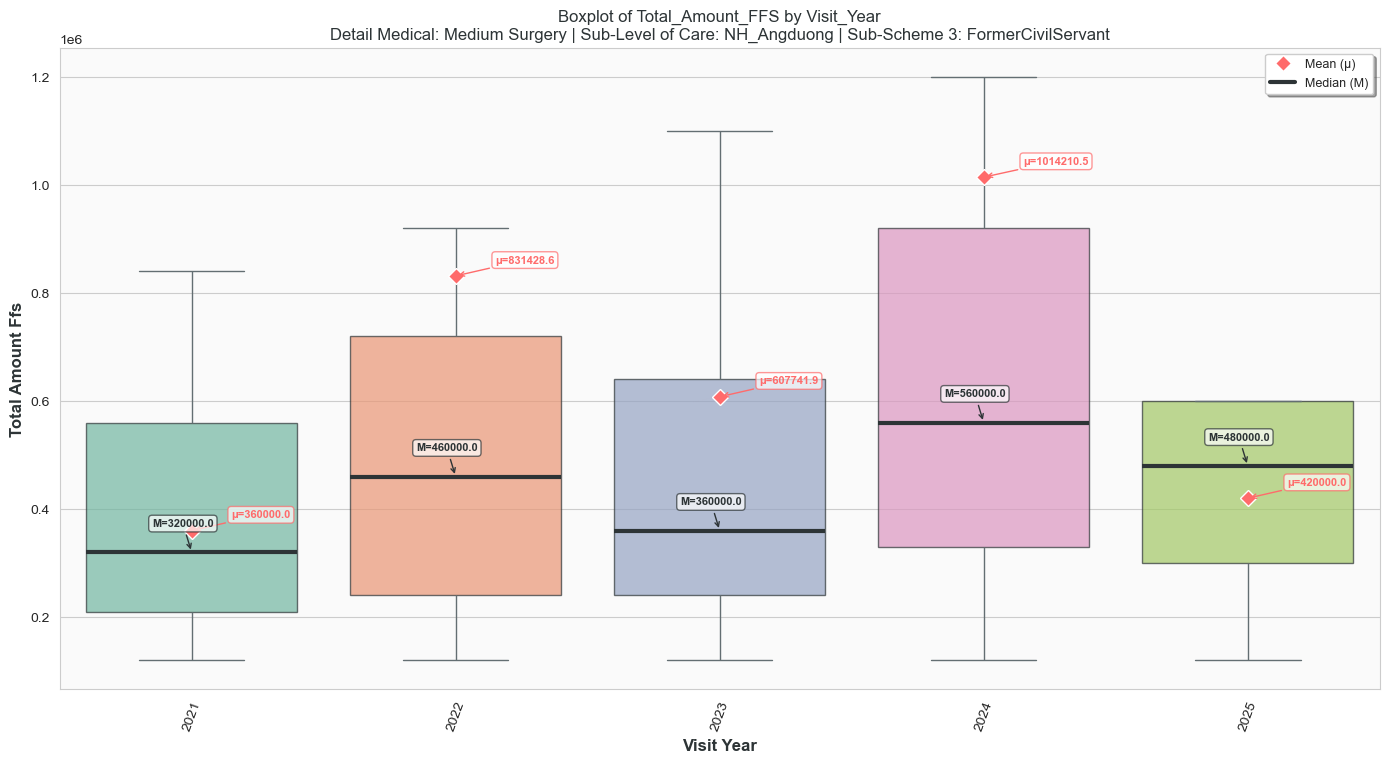 Boxplot of Total_Amount_FFS by Visit_Year
Detail Medical: Medium Surgery | Sub-Level of Care: NH_Angduong | Sub-Scheme 3: FormerCivilServant
1e6
Mean (μ)
Median (M)
1.2
1.0
0.8
0.6
0.4
0.2
Total Amount Ffs
M=320000.0
μ=360000.0
μ=831428.6
M=460000.0
μ=607741.9
M=360000.0
μ=1014210.5
M=560000.0
M=480000.0
μ=420000.0
2021
2022
2023
2024
2025
Visit Year